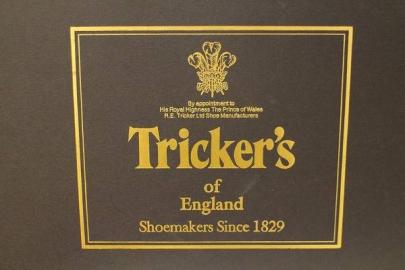 By appointment to
His Royal Highness The Prince of Wales
R.E. Tricker Ltd Shoe Manufacturers
Tricker's
of
England
Shoemakers Since 1829